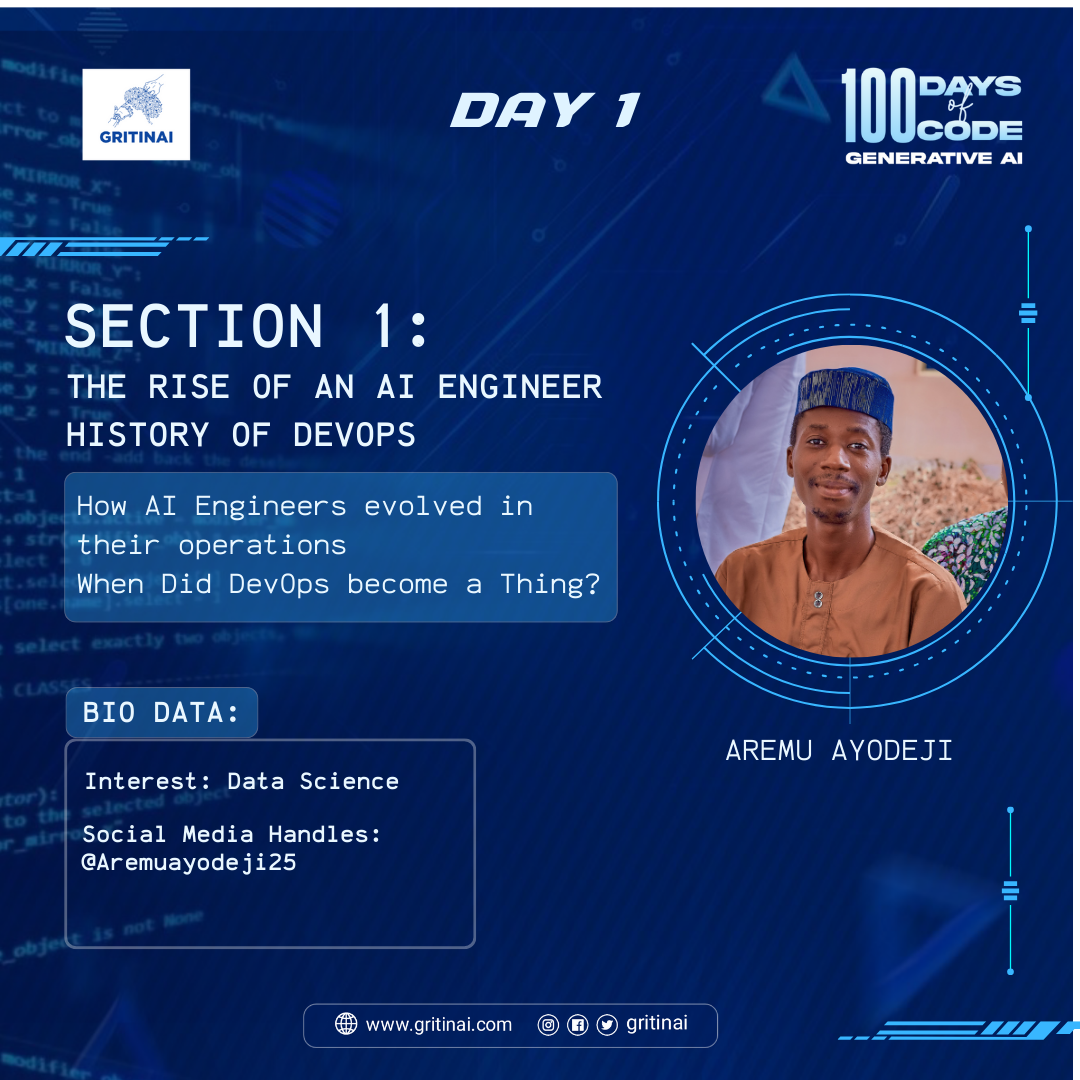 GRITINAI
DAY 1
100 DAYS
of
CODE
GENERATIVE AI
SECTION 1:
THE RISE OF AN AI ENGINEER
HISTORY OF DEVOPS
How AI Engineers evolved in
their operations
When Did DevOps become a Thing?
AREMU AYODEJI
BIO DATA:
Interest: Data Science
Social Media Handles:
@Aremuayodeji25
www.gritinai.com gritinai
"MIRROR_X":